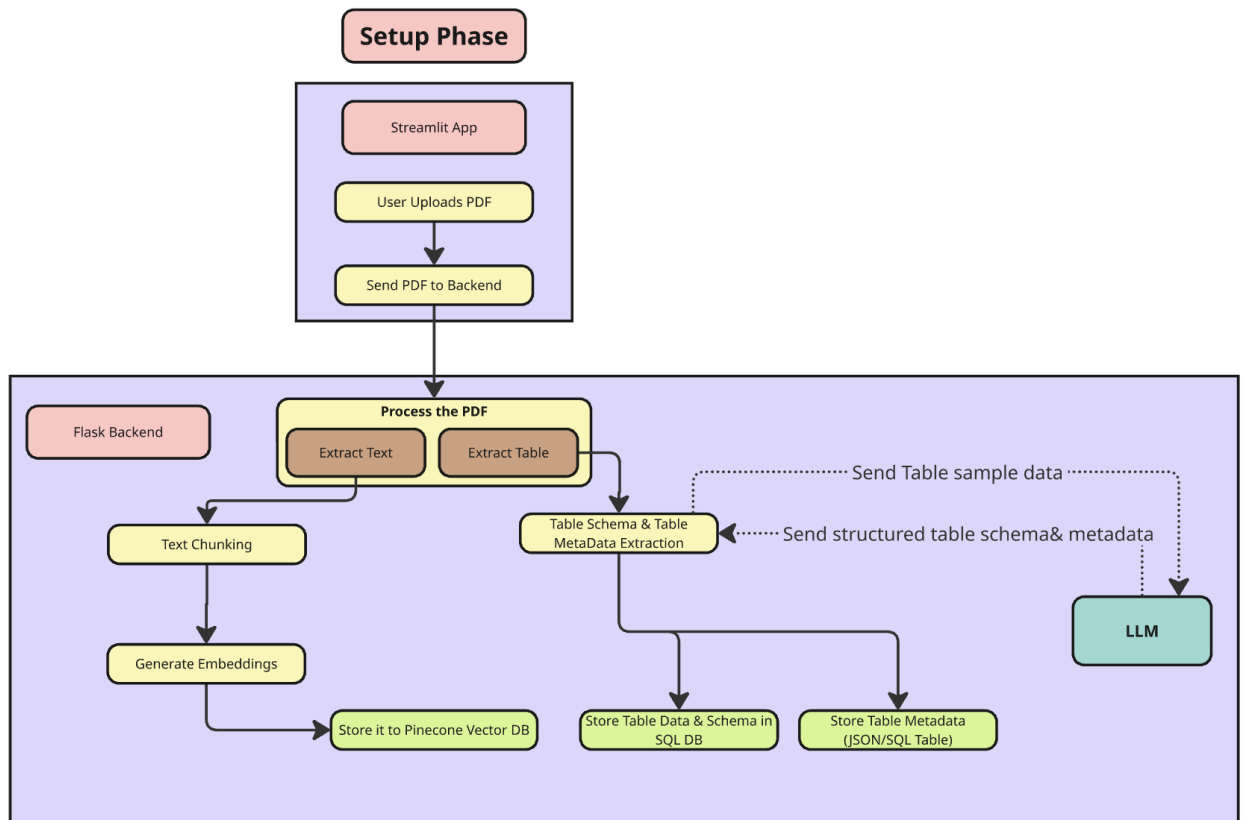 Setup Phase
Streamlit App
User Uploads PDF
Send PDF to Backend
Flask Backend
Process the PDF
Extract Text
Extract Table
Send Table sample data
Table Schema & Table
MetaData Extraction
Send structured table schema& metadata
Text Chunking
LLM
Generate Embeddings
Store it to Pinecone Vector DB
Store Table Data & Schema in
SQL DB
Store Table Metadata
(JSON/SQL Table)